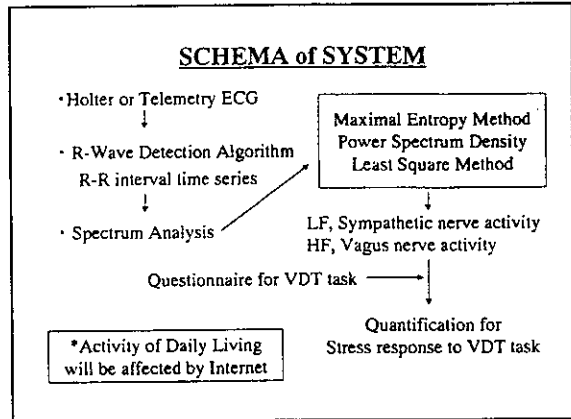 SCHEMA of SYSTEM
・Holter or Telemetry ECG
・R-Wave Detection Algorithm
R-R interval time series
・Spectrum Analysis
Maximal Entropy Method
Power Spectrum Density
Least Square Method
LF, Sympathetic nerve activity
HF, Vagus nerve activity
Questionnaire for VDT task
Quantification for
Stress response to VDT task
*Activity of Daily Living
will be affected by Internet